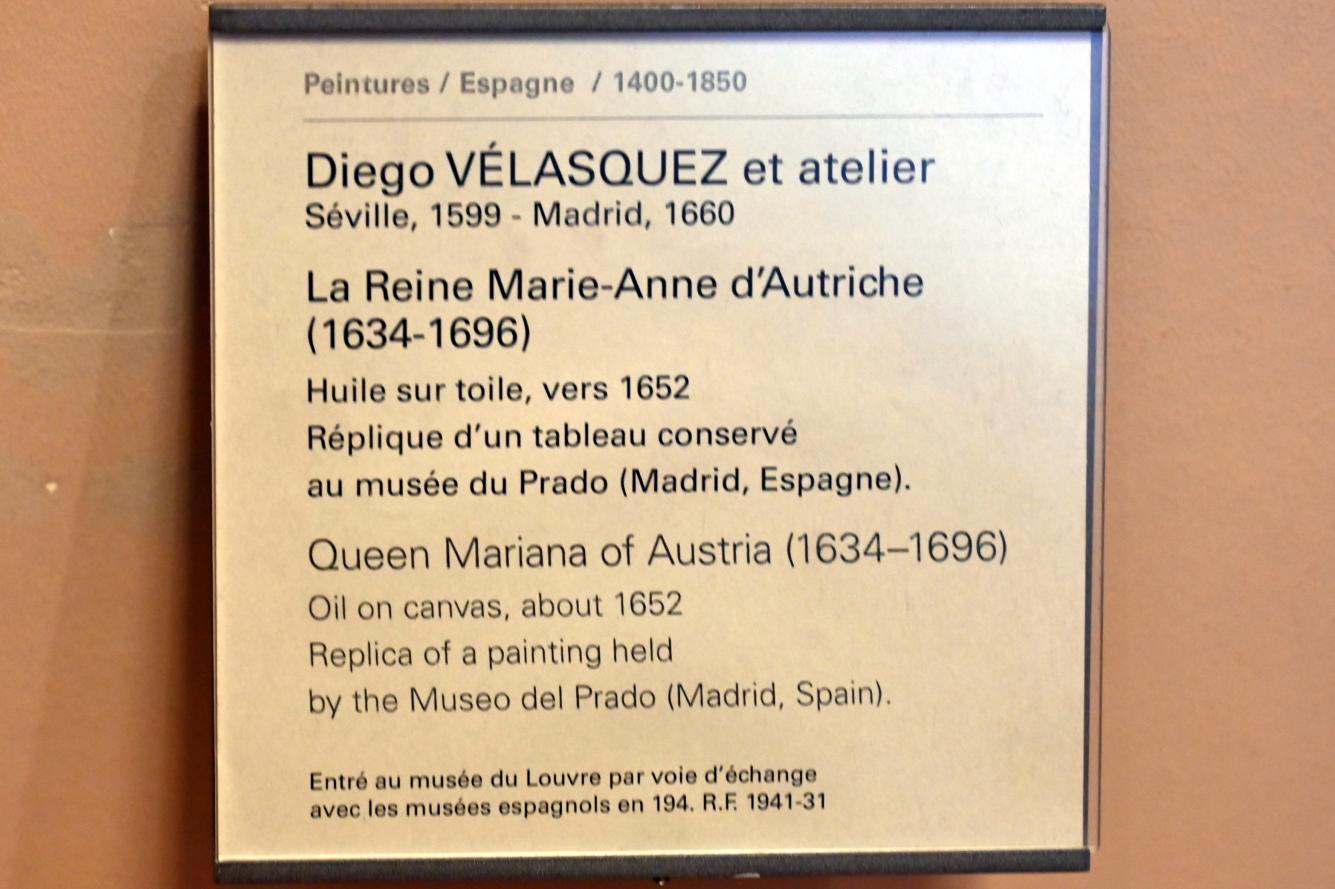 Peintures / Espagne / 1400-1850
Diego VÉLASQUEZ et atelier
Séville, 1599 - Madrid, 1660
La Reine Marie-Anne d'Autriche
(1634-1696)
Huile sur toile, vers 1652
Réplique d'un tableau conservé
au musée du Prado (Madrid, Espagne).
Queen Mariana of Austria (1634–1696)
Oil on canvas, about 1652
Replica of a painting held
by the Museo del Prado (Madrid, Spain).
Entré au musée du Louvre par voie d'échange
avec les musées espagnols en 194. R.F. 1941-31